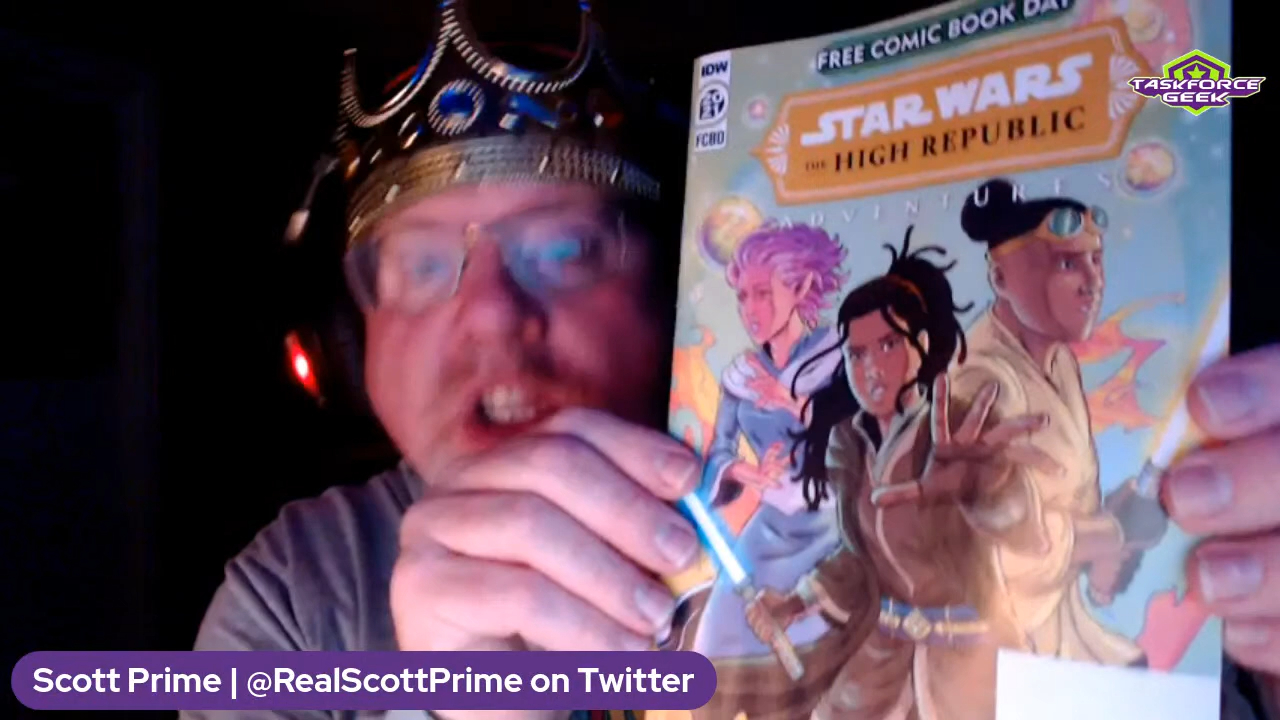 FREE COMIC BOOK DAY
IDW
FCBD
STAR WARS
THE HIGH REPUBLIC
ADVENTURES
TASKFORCE
GEEK
Scott Prime | @RealScottPrime on Twitter